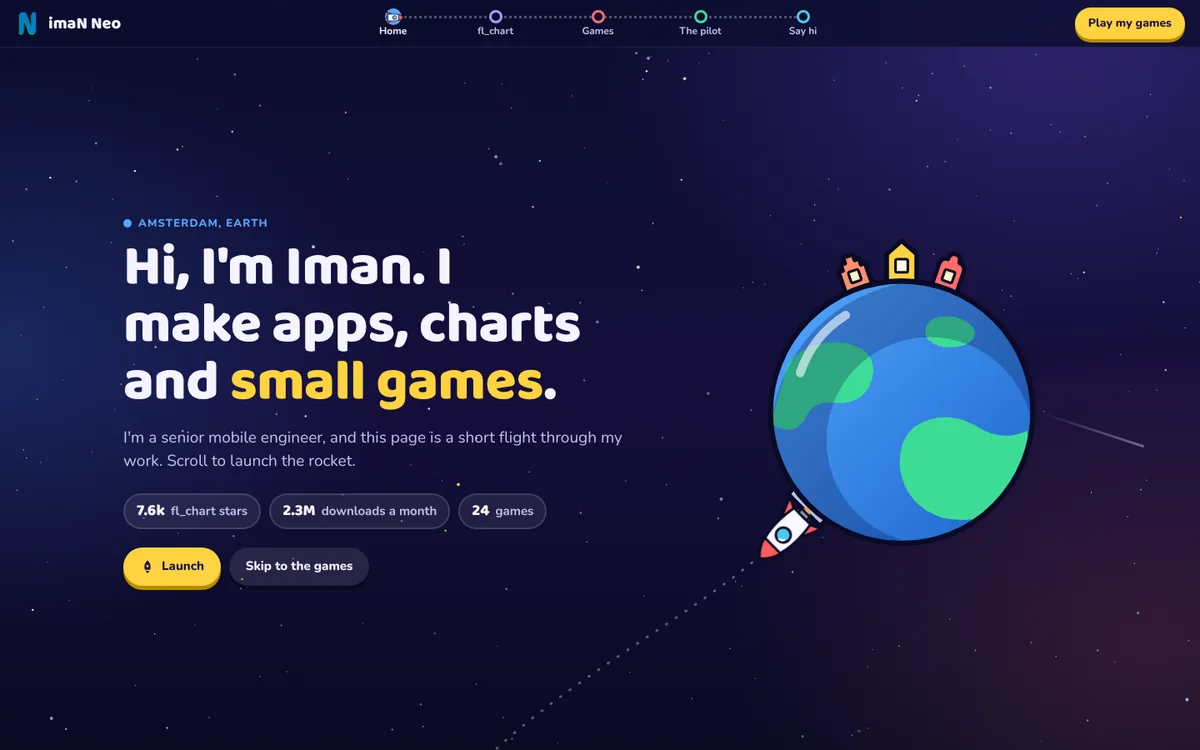 imaN Neo
Home
fl_chart
Games
The pilot
Say hi
Play my games
AMSTERDAM, EARTH
Hi, I'm Iman. I
make apps, charts
and small games.
I'm a senior mobile engineer, and this page is a short flight through my
work. Scroll to launch the rocket.
7.6k fl_chart stars
2.3M downloads a month
24 games
Launch
Skip to the games